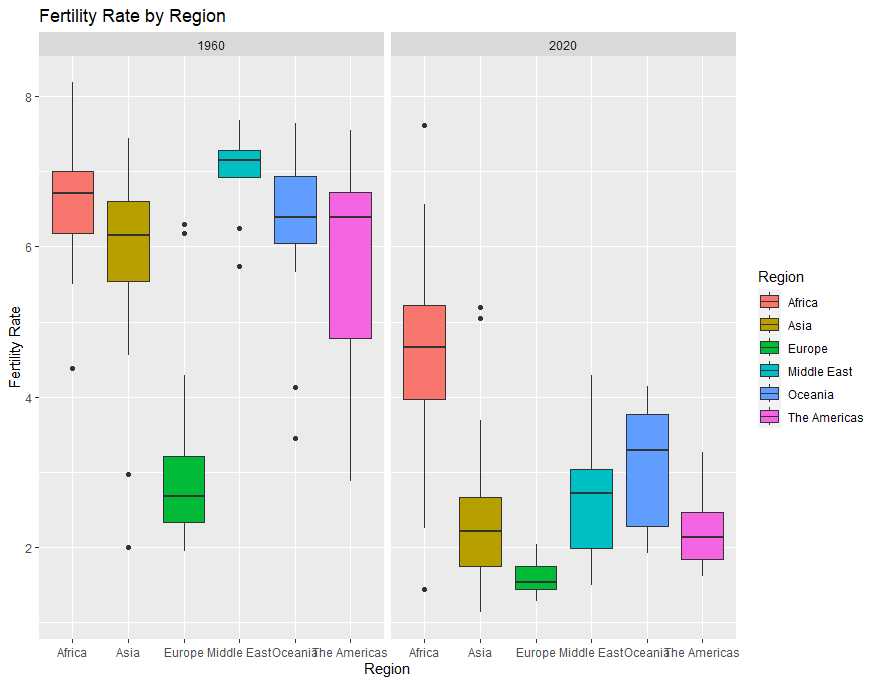 Fertility Rate by Region
1960
2020
8
6
4
2
Fertility Rate
Africa
Asia
Europe
Middle East
Oceania
The Americas
Africa
Asia
Europe
Middle East
Oceania
The Americas
Region
Region
Africa
Asia
Europe
Middle East
Oceania
The Americas